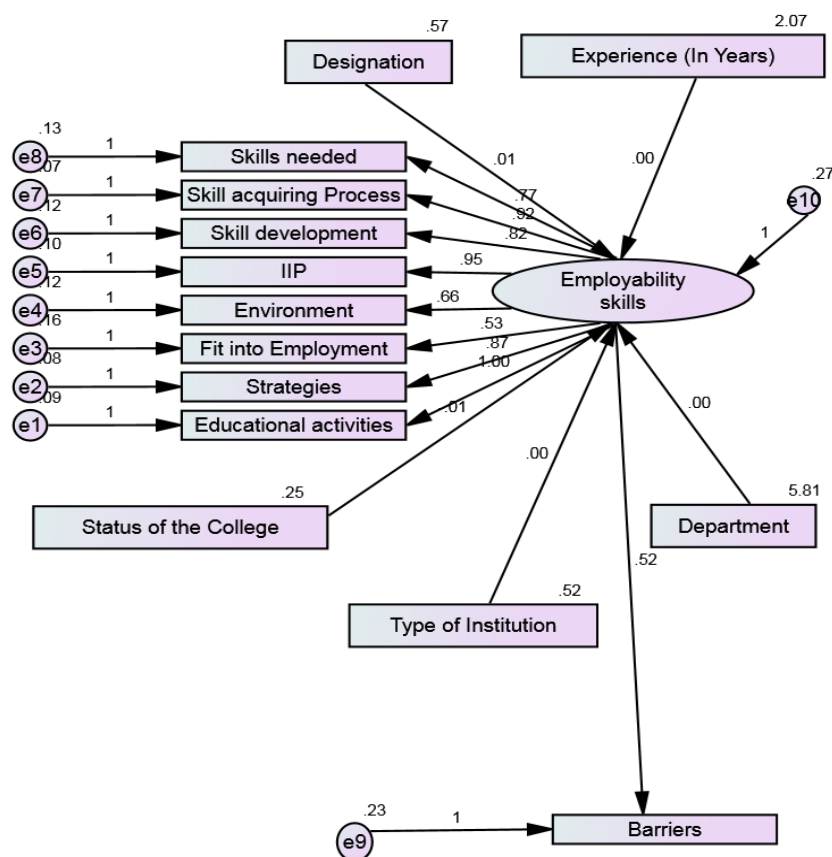 .57
2.07
Designation
Experience (In Years)
.13
e8
1
Skills needed
.01
.00
.27
e10
1
.07
e7
1
Skill acquiring Process
.77
.92
.12
e6
1
Skill development
.82
.10
e5
1
IIP
.95
Employability
skills
.12
e4
1
Environment
.66
.16
e3
1
Fit into Employment
.53
.08
e2
1
Strategies
.87
1.00
.09
e1
1
Educational activities
.01
.00
.00
.25
Status of the College
5.81
Department
.52
.52
Type of Institution
.23
e9
1
Barriers